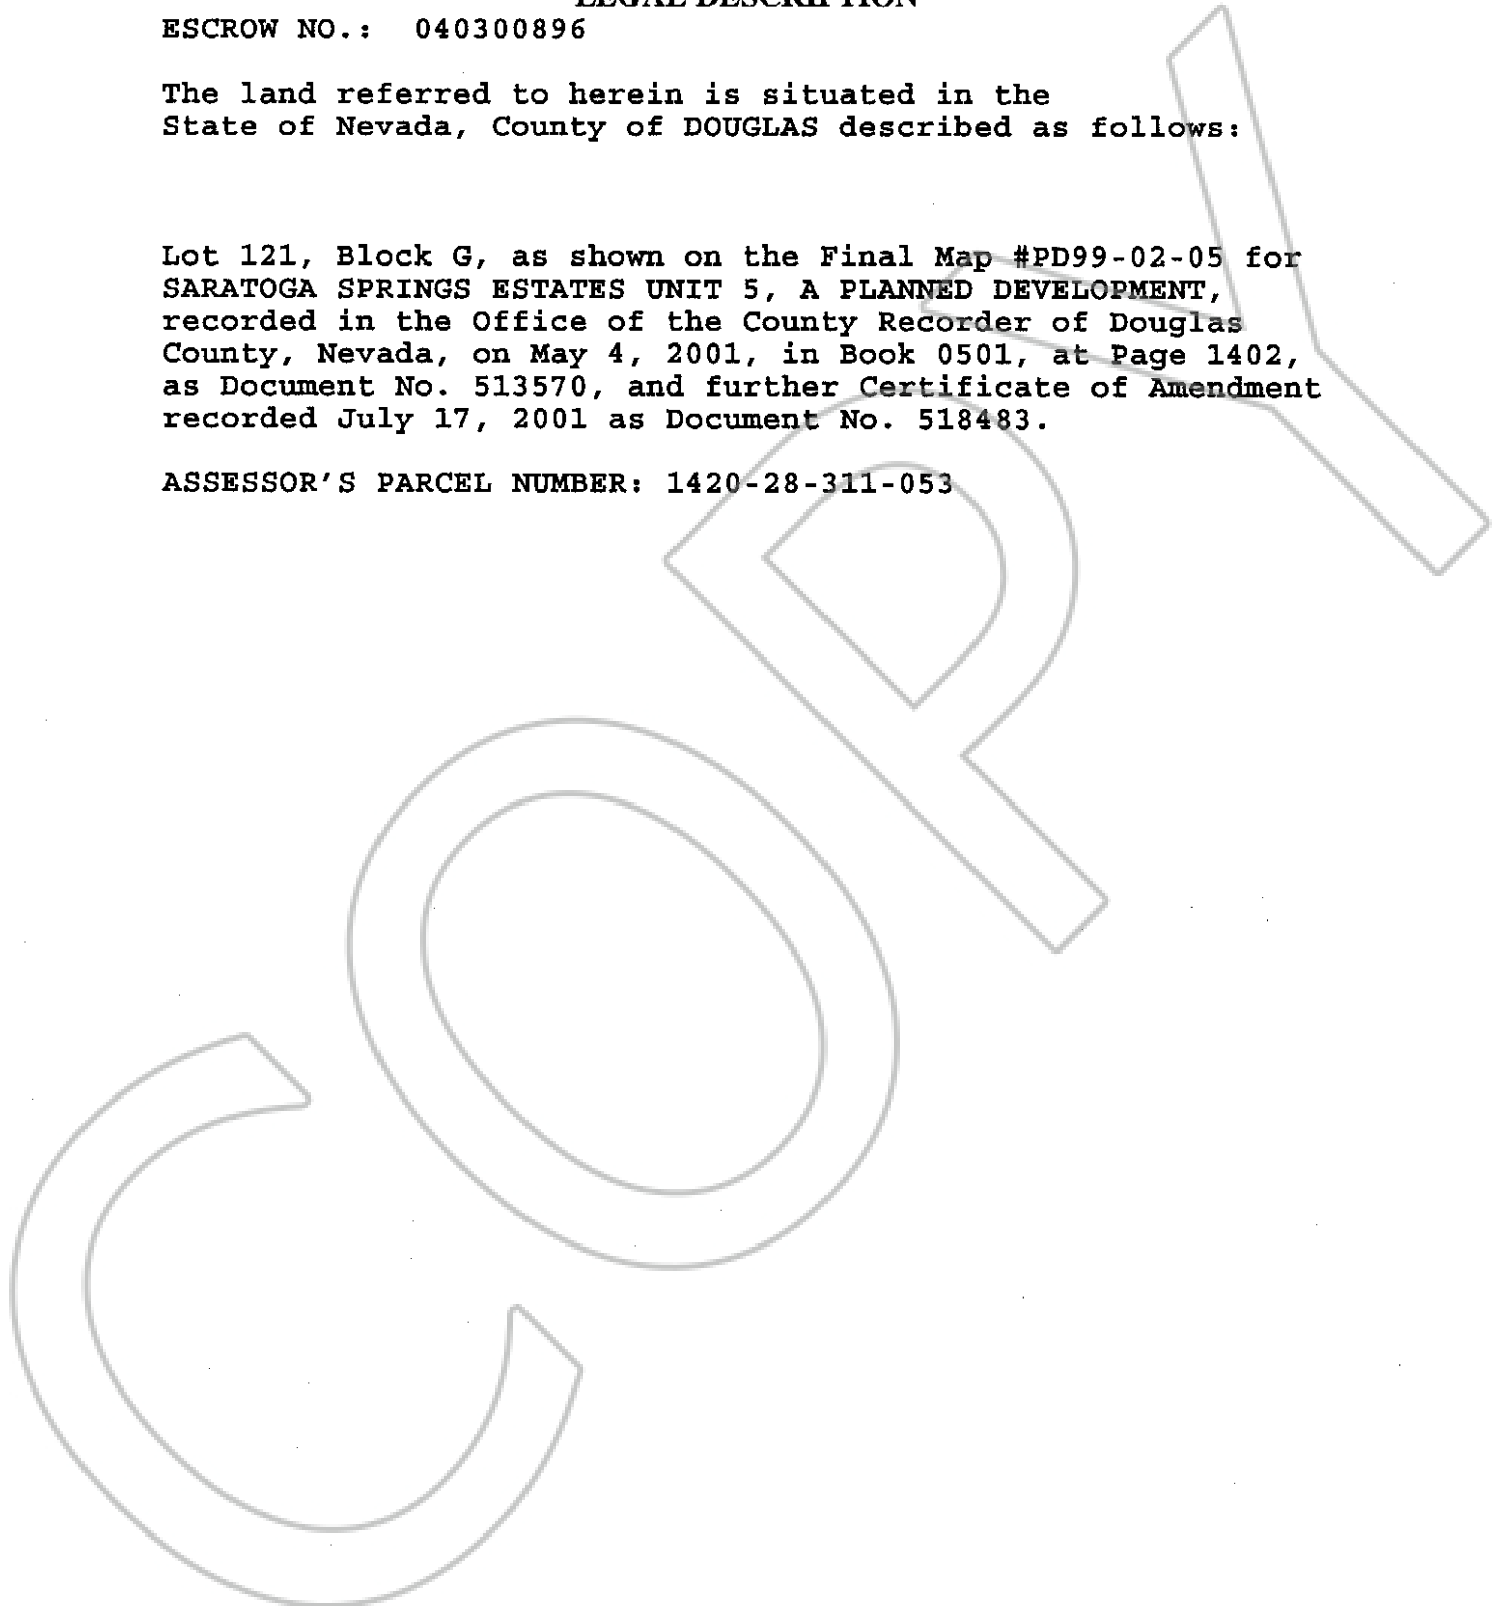 LEGAL DESCRIPTION
ESCROW NO.: 040300896
The land referred to herein is situated in the
State of Nevada, County of DOUGLAS described as follows:
Lot 121, Block G, as shown on the Final Map #PD99-02-05 for
SARATOGA SPRINGS ESTATES UNIT 5, A PLANNED DEVELOPMENT,
recorded in the Office of the County Recorder of Douglas
County, Nevada, on May 4, 2001, in Book 0501, at Page 1402,
as Document No. 513570, and further Certificate of Amendment
recorded July 17, 2001 as Document No. 518483.
ASSESSOR'S PARCEL NUMBER: 1420-28-311-053
COPY